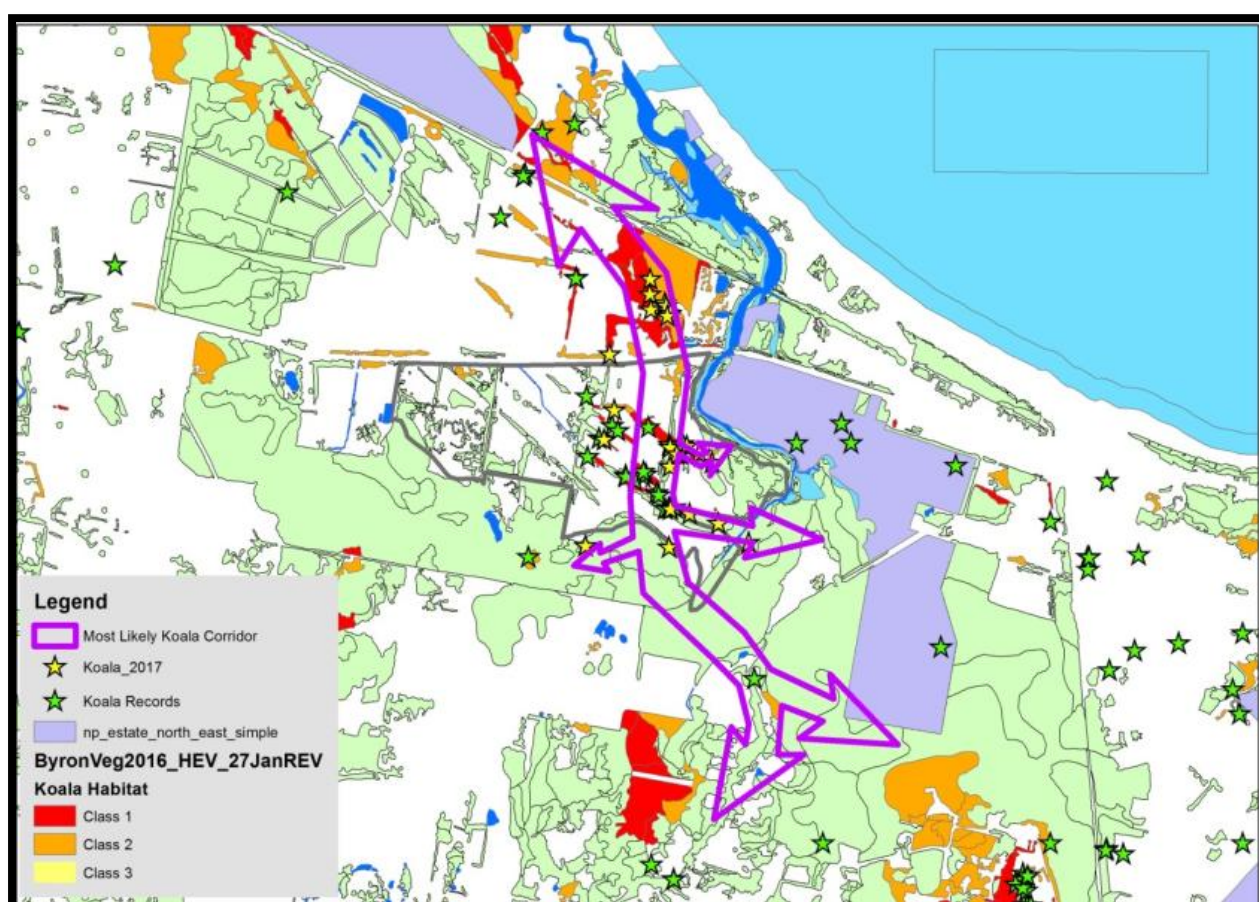 Legend
Most Likely Koala Corridor
Koala_2017
Koala Records
np_estate_north_east_simple
ByronVeg2016_HEV_27JanREV
Koala Habitat
Class 1
Class 2
Class 3